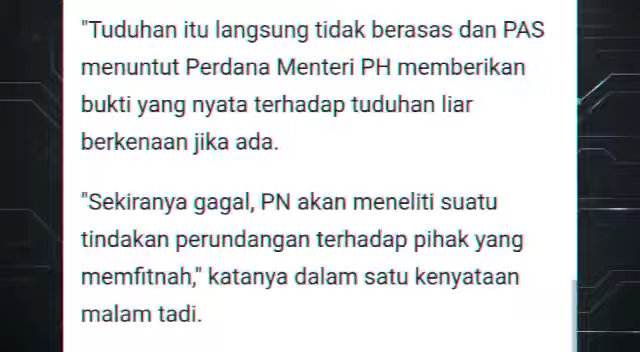 "Tuduhan itu langsung tidak berasas dan PAS
menuntut Perdana Menteri PH memberikan
bukti yang nyata terhadap tuduhan liar
berkenaan jika ada.
"Sekiranya gagal, PN akan meneliti suatu
tindakan perundangan terhadap pihak yang
memfitnah," katanya dalam satu kenyataan
malam tadi.